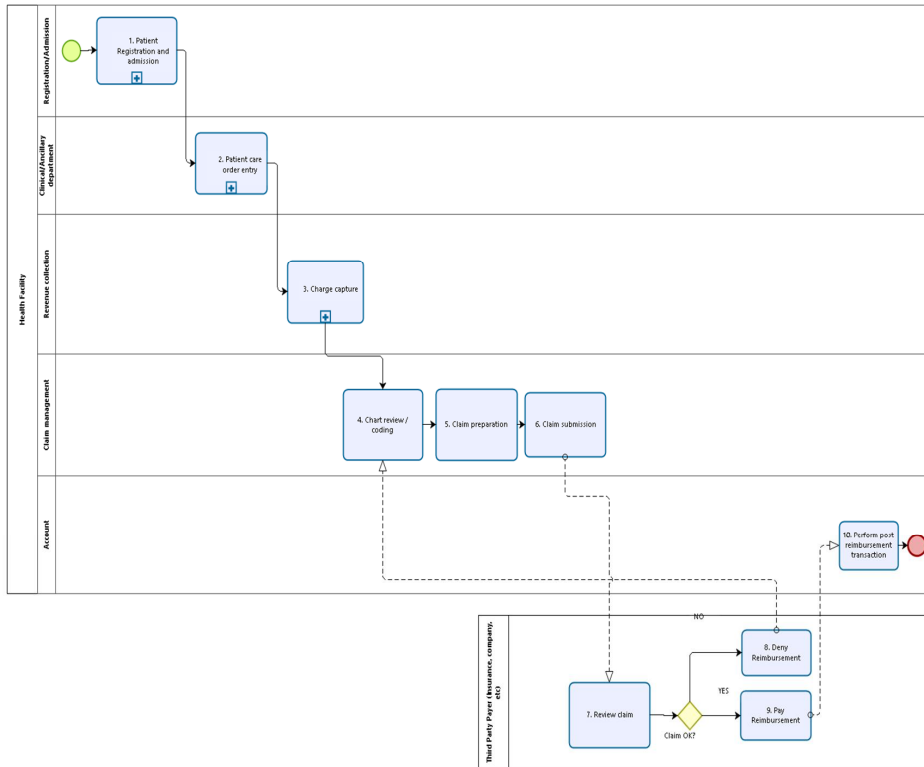 Health Facility
Registration/Admission
1. Patient
Registration and
admission
Clinical/Ancillary
department
2. Patient care
order entry
Revenue collection
3. Charge capture
Claim management
4. Chart review /
coding
5. Claim preparation
6. Claim submission
Account
10. Perform post
reimbursement
transaction
Third Party Payer (Insurance, company,
etc)
7. Review claim
Claim OK?
NO
8. Deny
Reimbursement
YES
9. Pay
Reimbursement